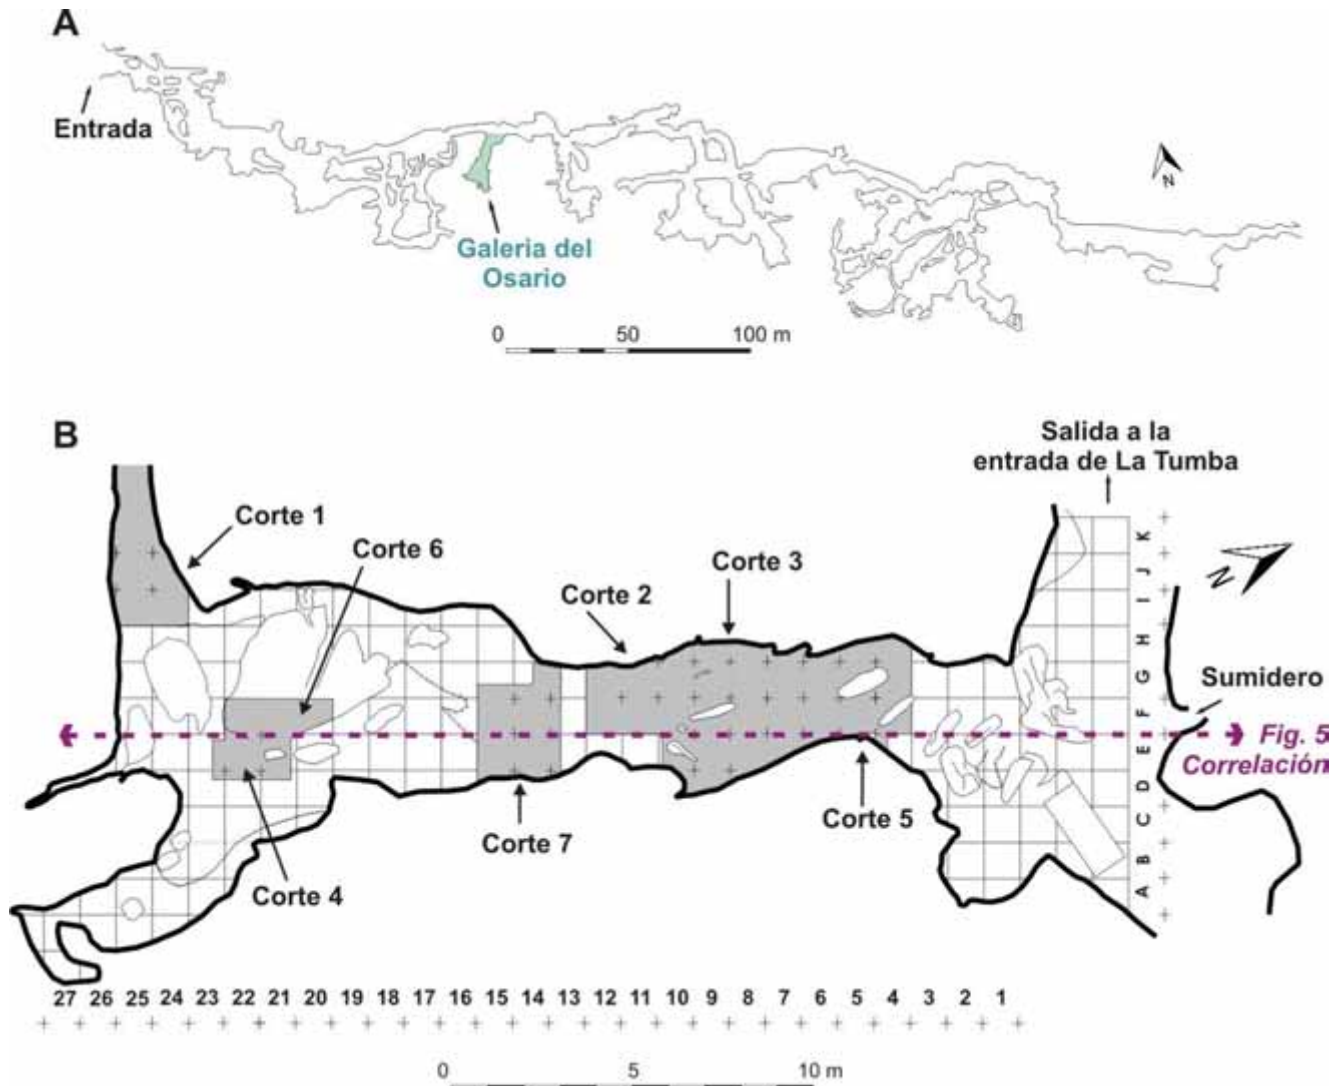 A
Entrada
N
Galeria del
Osario
0 50 100 m
B
Salida a la
entrada de La Tumba
Corte 1
Corte 6
Corte 3
Corte 2
K
J
I
H
G
F
E
D
C
B
A
N
Sumidero
Fig. 5
Correlación
Corte 7
Corte 5
Corte 4
27 26 25 24 23 22 21 20 19 18 17 16 15 14 13 12 11 10 9 8 7 6 5 4 3 2 1
0 5 10 m